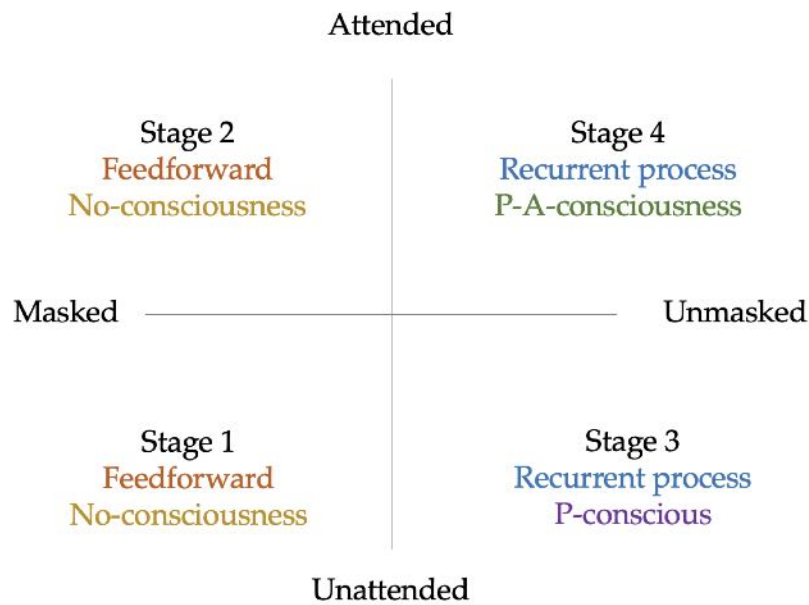 Attended
Stage 2
Feedforward
No-consciousness
Stage 4
Recurrent process
P-A-consciousness
Masked
Unmasked
Stage 1
Feedforward
No-consciousness
Stage 3
Recurrent process
P-conscious
Unattended